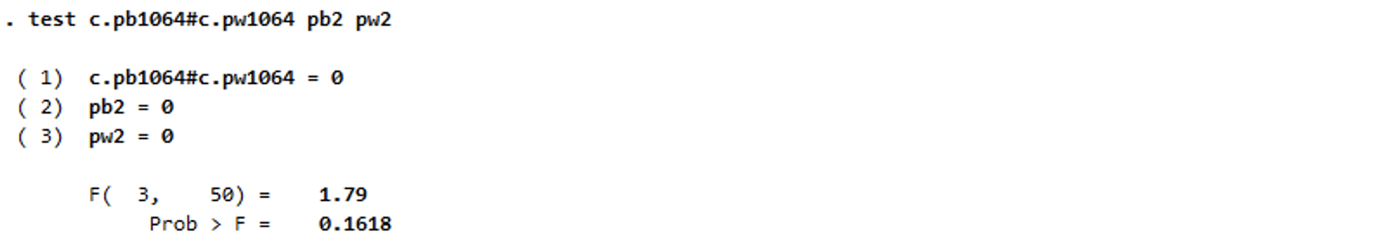 . test c.pb1064#c.pw1064 pb2 pw2
( 1) c.pb1064#c.pw1064 = 0
( 2) pb2 = 0
( 3) pw2 = 0
F( 3, 50) = 1.79
Prob > F = 0.1618